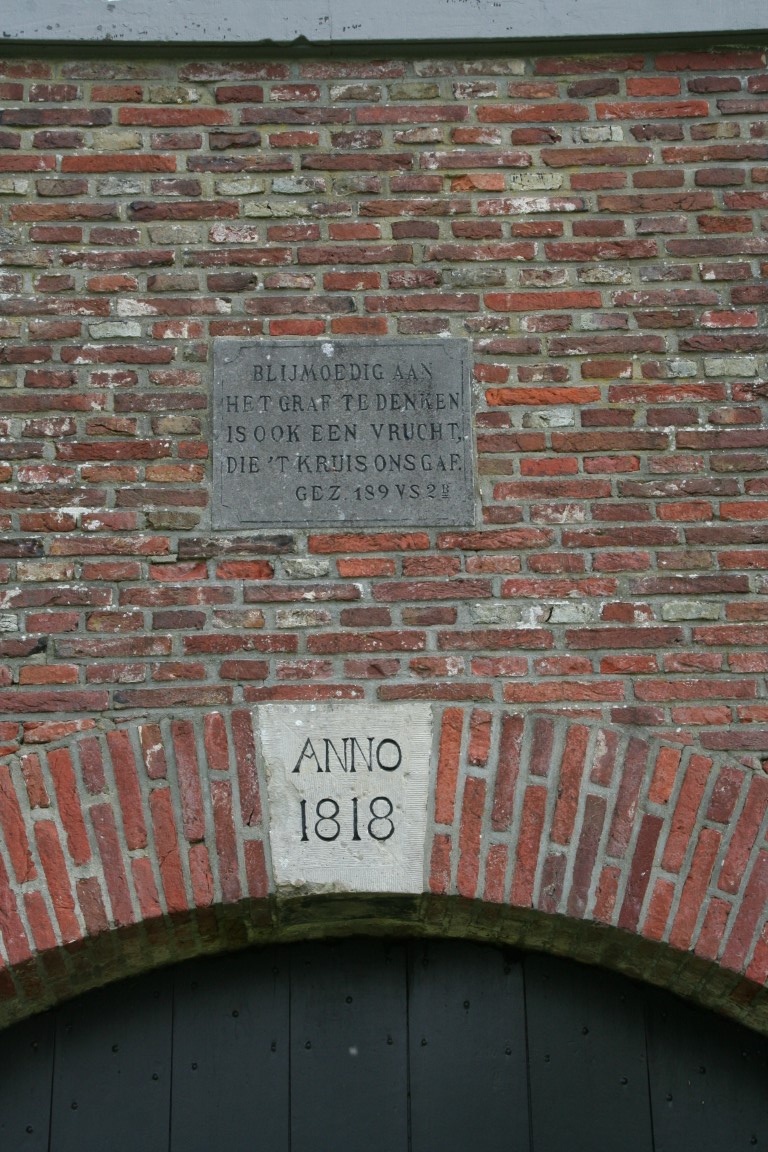 BLIJMOEDIG AAN
HET GRAF TE DENKEN
IS OOK EEN VRUCHT,
DIE 'T KRUIS ONS GAF.
GEZ. 189 VS 2B
ANNO
1818